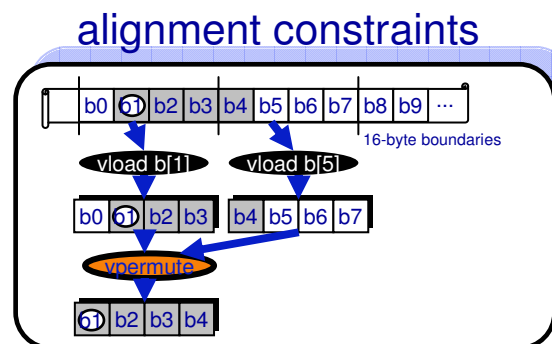 alignment constraints
b0 b1 b2 b3 b4 b5 b6 b7 b8 b9 ...
16-byte boundaries
vload b[1] vload b[5]
b0 b1 b2 b3 b4 b5 b6 b7
vpermute
b1 b2 b3 b4